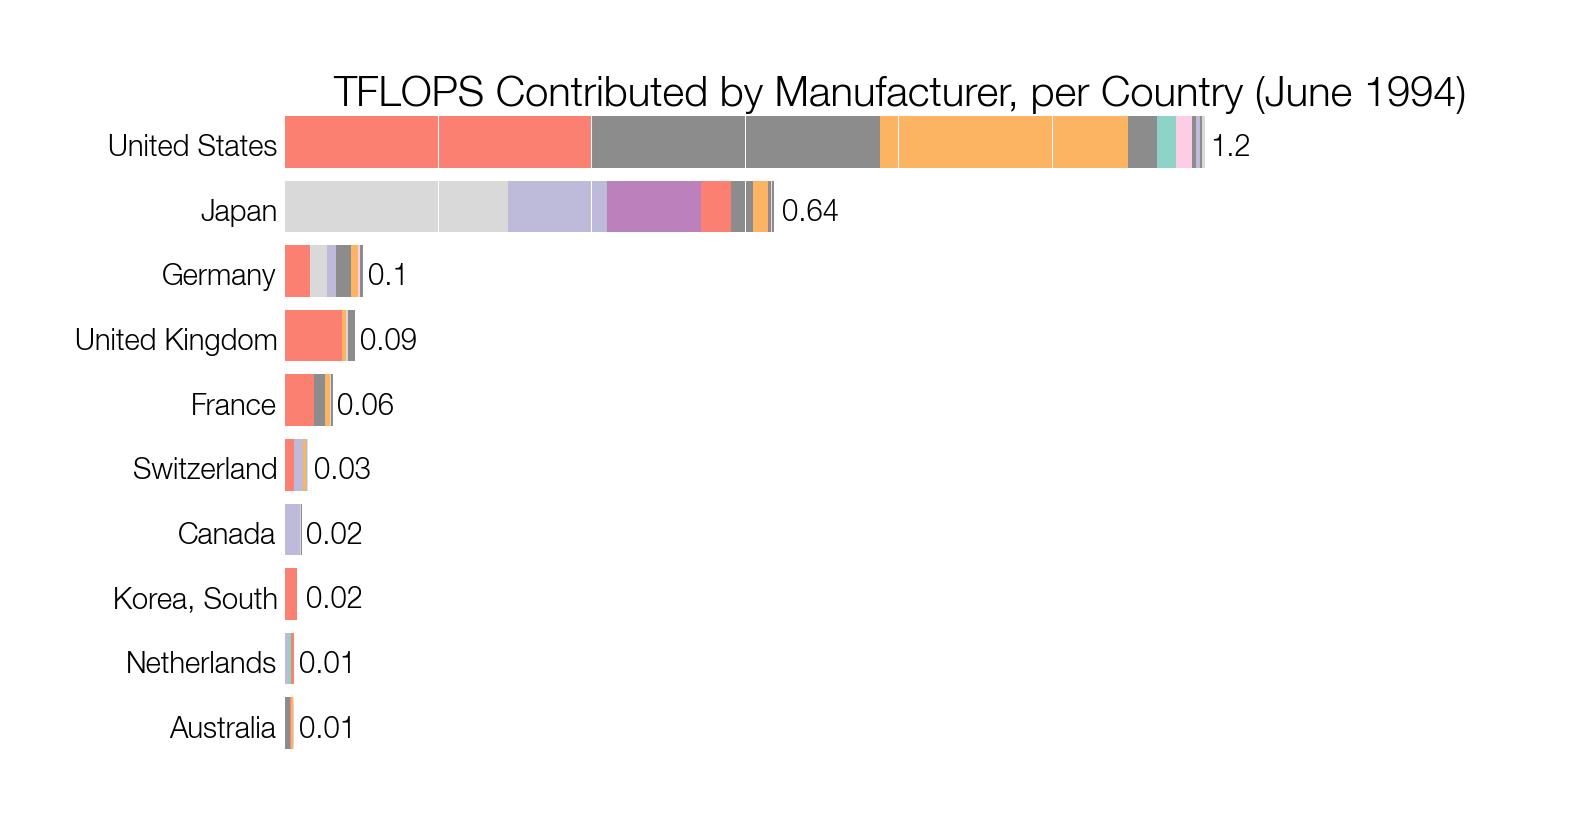 TFLOPS Contributed by Manufacturer, per Country (June 1994)
United States 1.2
Japan 0.64
Germany 0.1
United Kingdom 0.09
France 0.06
Switzerland 0.03
Canada 0.02
Korea, South 0.02
Netherlands 0.01
Australia 0.01